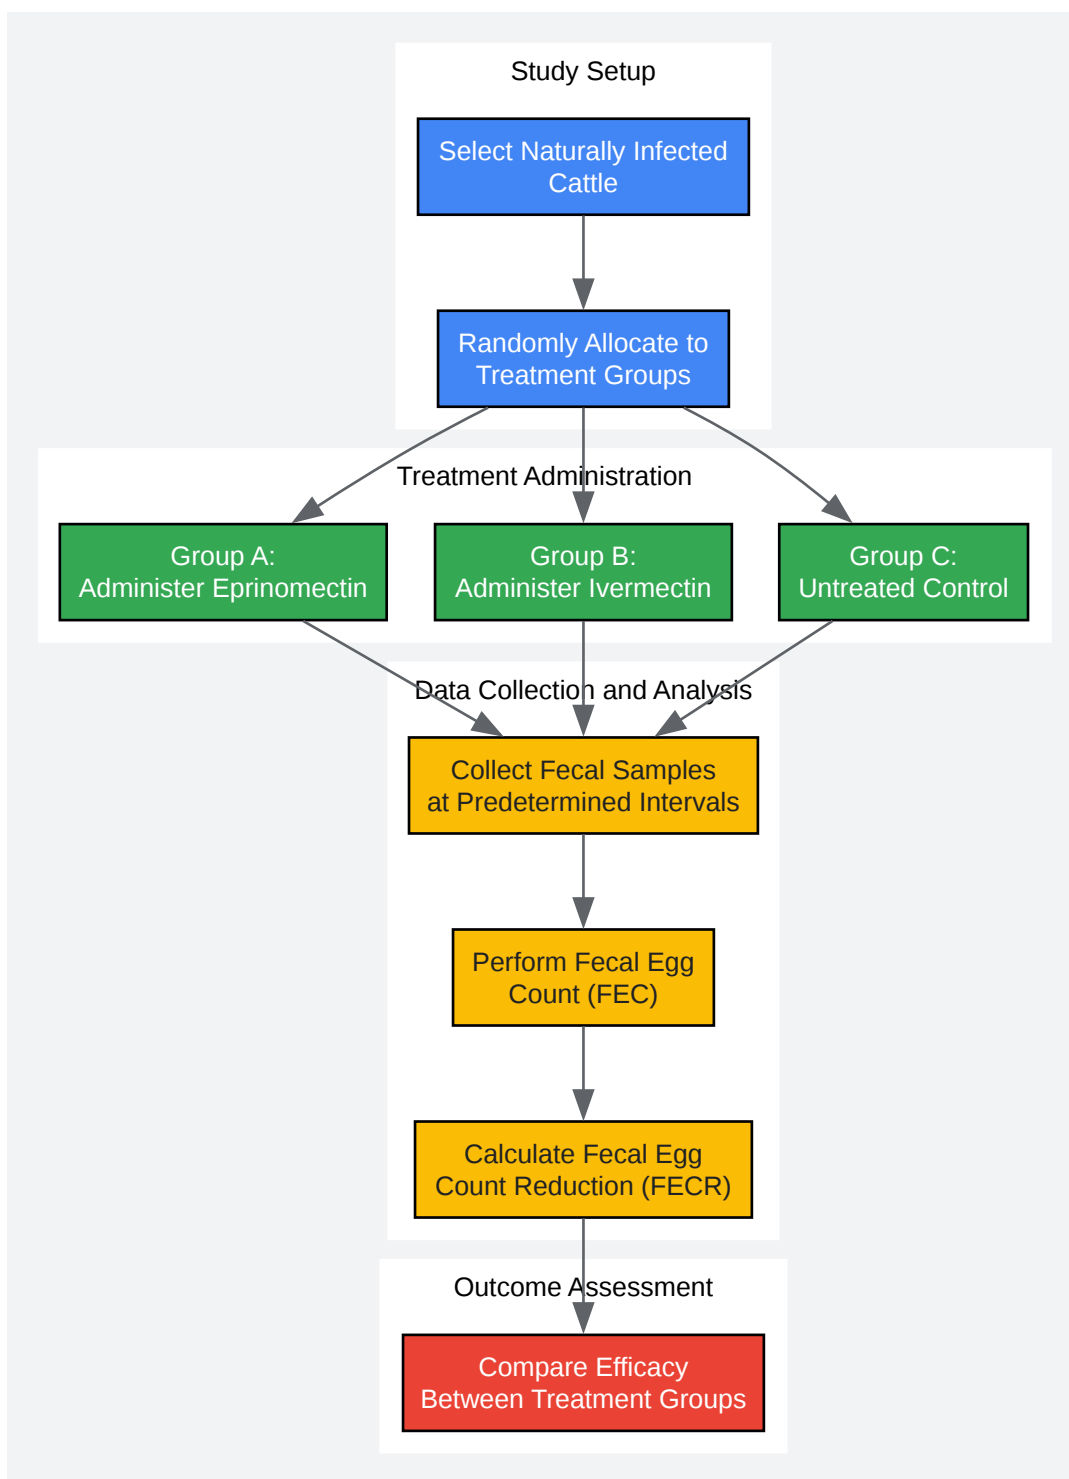 Study Setup
Select Naturally Infected
Cattle
Randomly Allocate to
Treatment Groups
Treatment Administration
Group A:
Administer Eprinomectin
Group B:
Administer Ivermectin
Group C:
Untreated Control
Data Collection and Analysis
Collect Fecal Samples
at Predetermined Intervals
Perform Fecal Egg
Count (FEC)
Calculate Fecal Egg
Count Reduction (FECR)
Outcome Assessment
Compare Efficacy
Between Treatment Groups